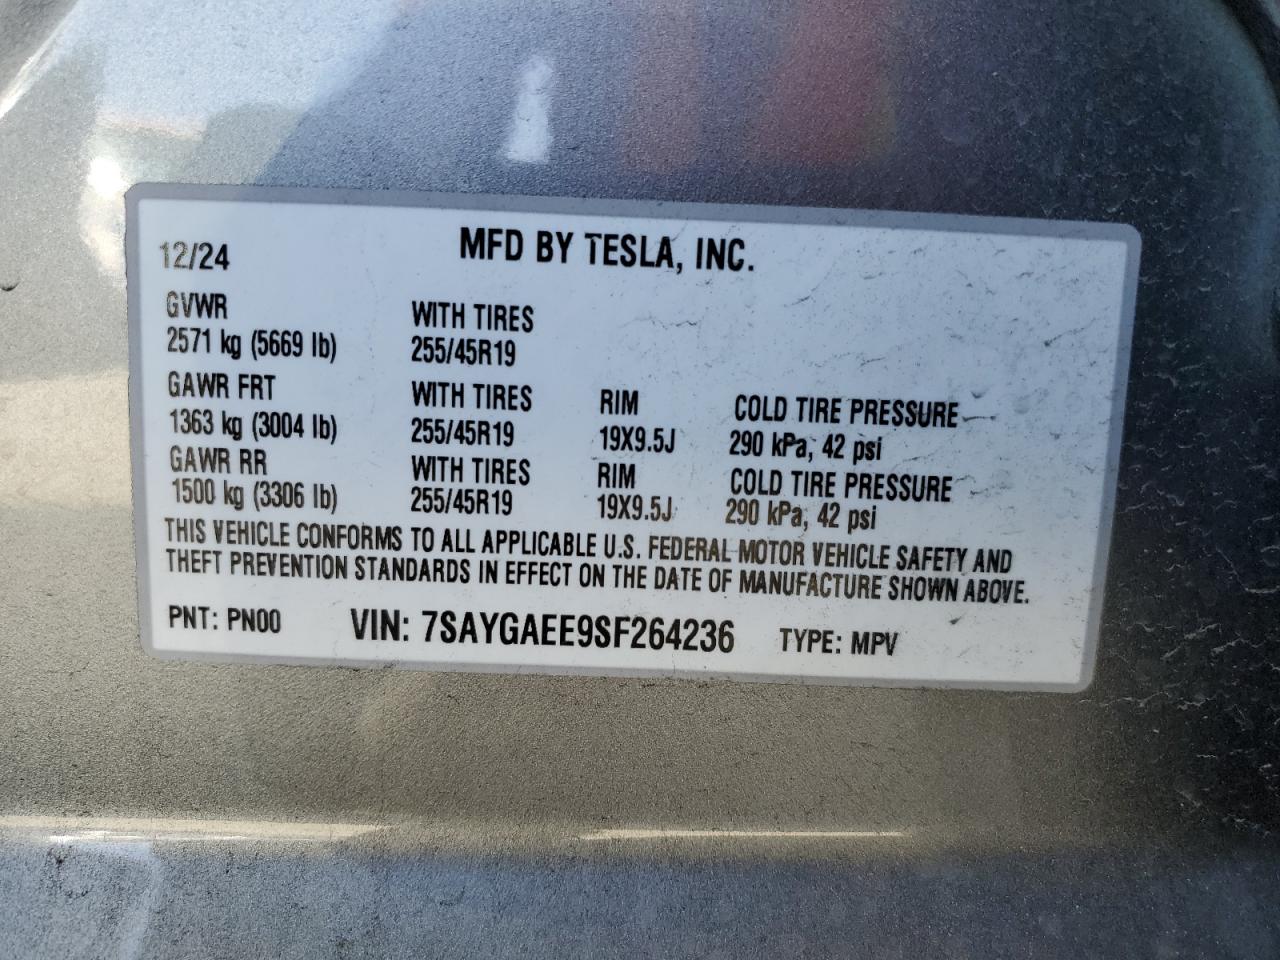 12/24 MFD BY TESLA, INC.
GVWR WITH TIRES
2571 kg (5669 lb) 255/45R19
GAWR FRT WITH TIRES RIM COLD TIRE PRESSURE
1363 kg (3004 lb) 255/45R19 19X9.5J 290 kPa, 42 psi
GAWR RR WITH TIRES RIM COLD TIRE PRESSURE
1500 kg (3306 lb) 255/45R19 19X9.5J 290 kPa, 42 psi
THIS VEHICLE CONFORMS TO ALL APPLICABLE U.S. FEDERAL MOTOR VEHICLE SAFETY AND
THEFT PREVENTION STANDARDS IN EFFECT ON THE DATE OF MANUFACTURE SHOWN ABOVE.
PNT: PN00 VIN: 7SAYGAEE9SF264236 TYPE: MPV